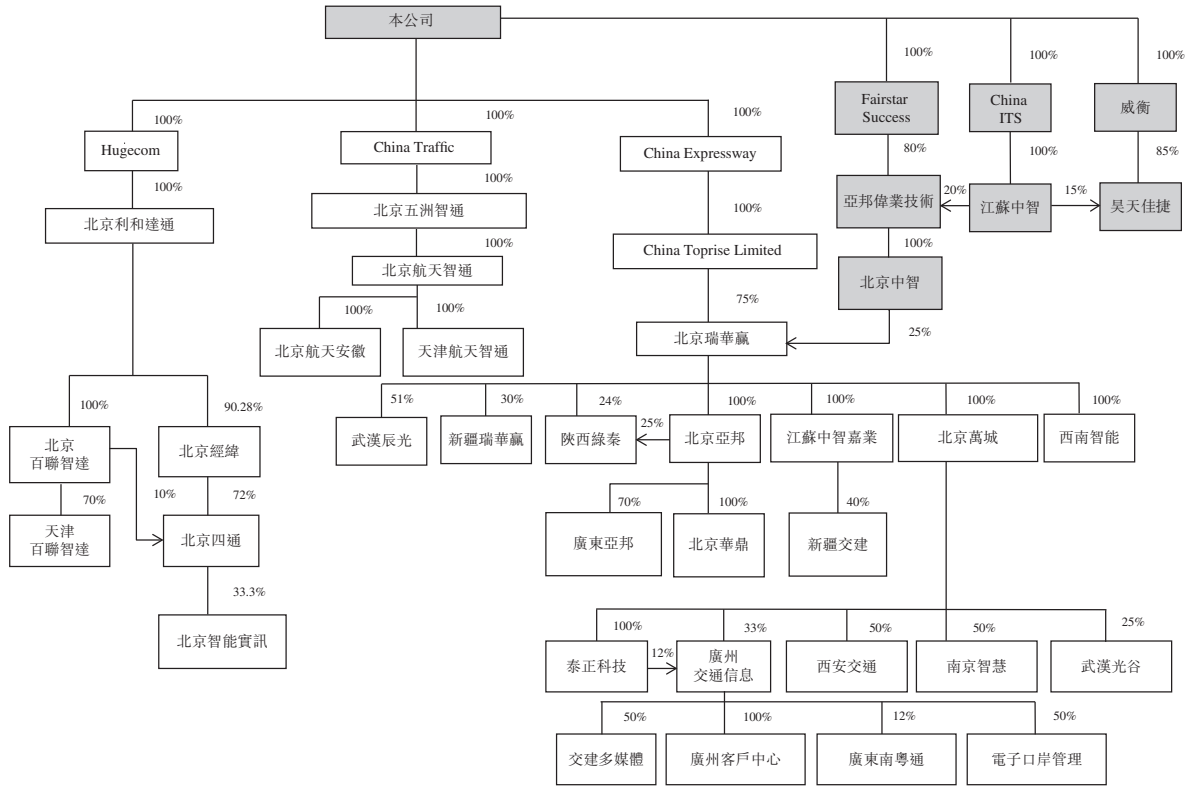 本公司
100%
100%
100%
Fairstar
Success
China
ITS
威衡
100%
100%
100%
Hugecom
China Traffic
China Expressway
80%
100%
85%
100%
100%
100%
亞邦偉業技術
20%
江蘇中智
15%
昊天佳捷
北京利和達通
北京五洲智通
100%
100%
China Toprise Limited
北京航天智通
北京中智
75%
25%
100%
100%
北京瑞華贏
北京航天安徽
天津航天智通
100%
90.28%
51%
30%
24%
100%
100%
100%
100%
北京
百聯智達
北京經緯
武漢辰光
新疆瑞華贏
陝西綠秦
25%
北京亞邦
江蘇中智嘉業
北京萬城
西南智能
70%
10%
72%
70%
100%
40%
天津
百聯智達
北京四通
廣東亞邦
北京華鼎
新疆交建
33.3%
北京智能實訊
100%
33%
50%
50%
25%
泰正科技
12%
廣州
交通信息
西安交通
南京智慧
武漢光谷
50%
100%
12%
50%
交建多媒體
廣州客戶中心
廣東南粵通
電子口岸管理